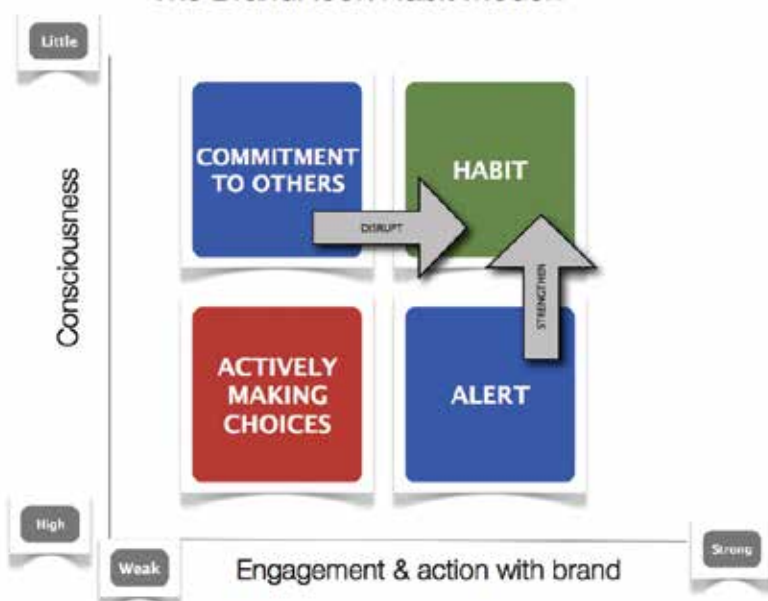 Little
COMMITMENT
TO OTHERS
HABIT
DISRUPT
Consciousness
STRENGTHEN
ACTIVELY
MAKING
CHOICES
ALERT
High
Weak
Engagement & action with brand
Strong